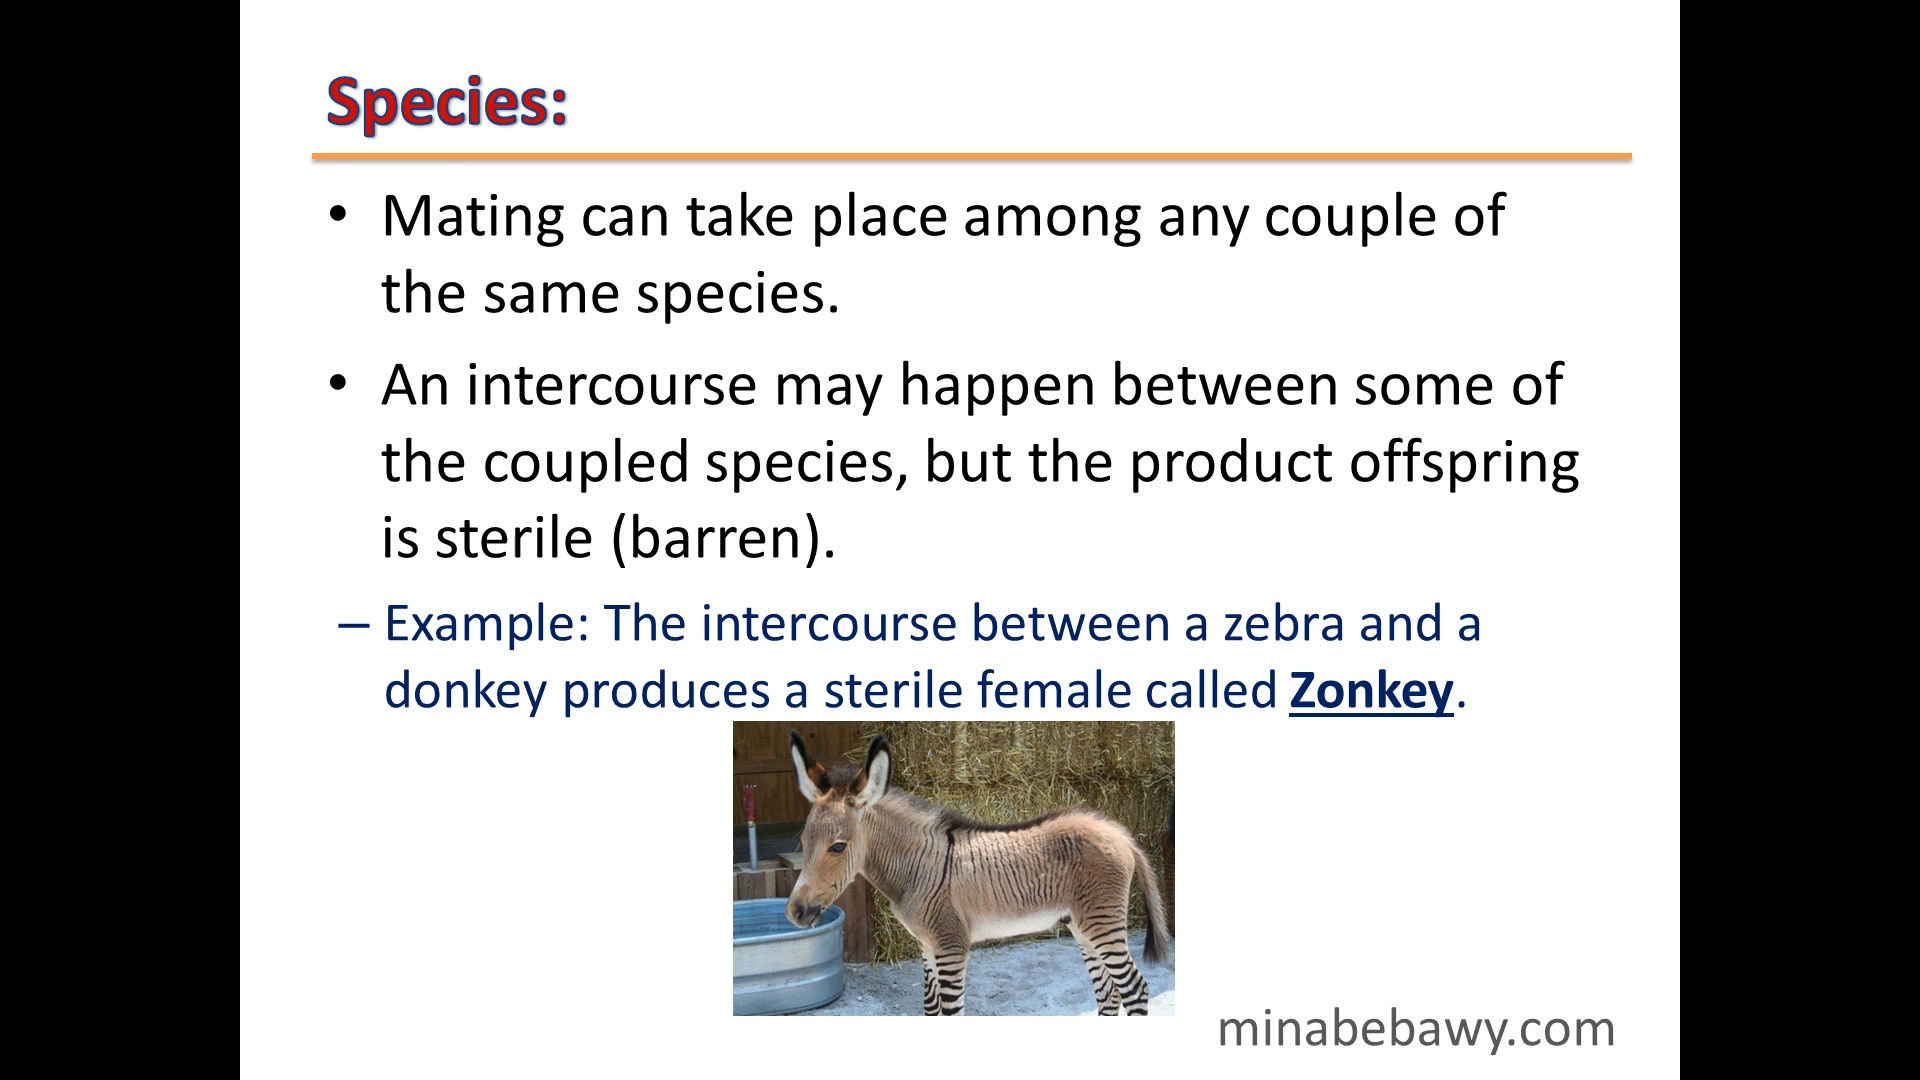 Species:
• Mating can take place among any couple of
the same species.
• An intercourse may happen between some of
the coupled species, but the product offspring
is sterile (barren).
– Example: The intercourse between a zebra and a
donkey produces a sterile female called Zonkey.
minabebawy.com